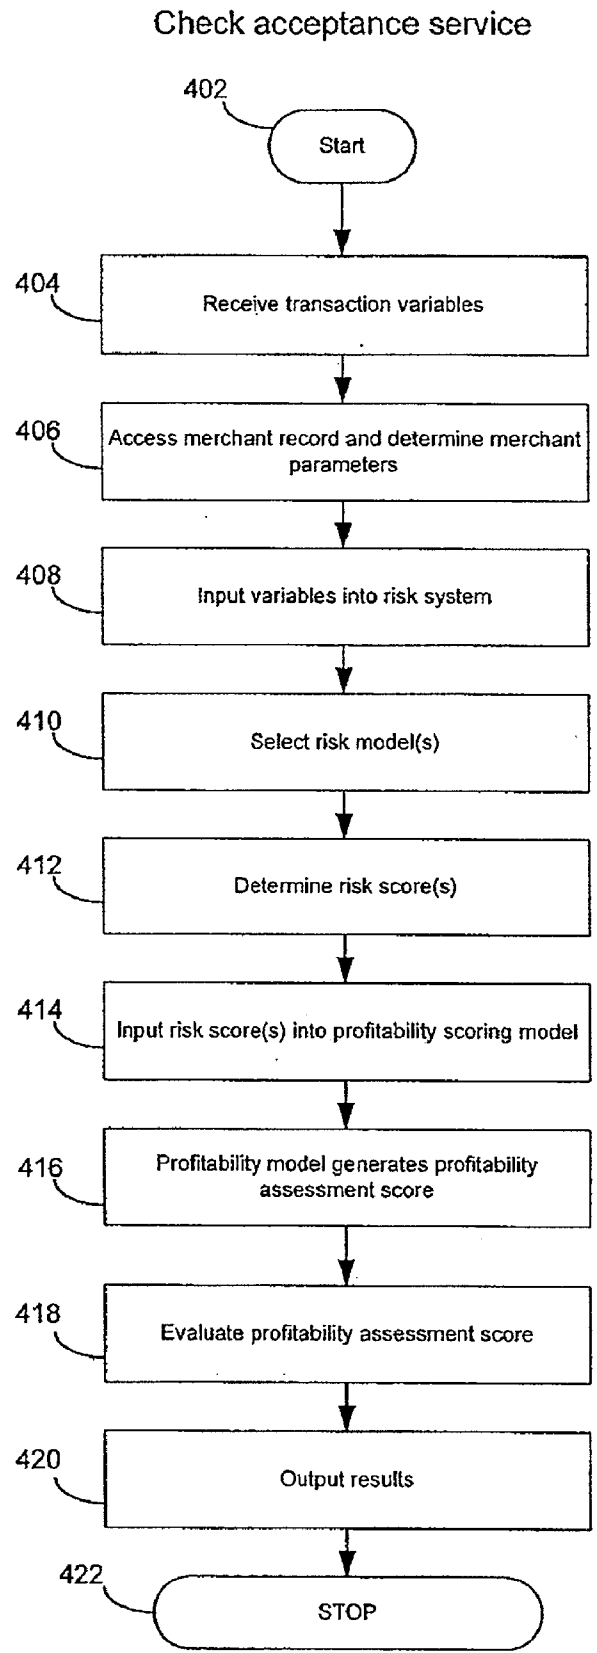 Check acceptance service
402
Start
404
Receive transaction variables
406
Access merchant record and determine merchant
parameters
408
Input variables into risk system
410
Select risk model(s)
412
Determine risk score(s)
414
Input risk score(s) into profitability scoring model
416
Profitability model generates profitability
assessment score
418
Evaluate profitability assessment score
420
Output results
422
STOP